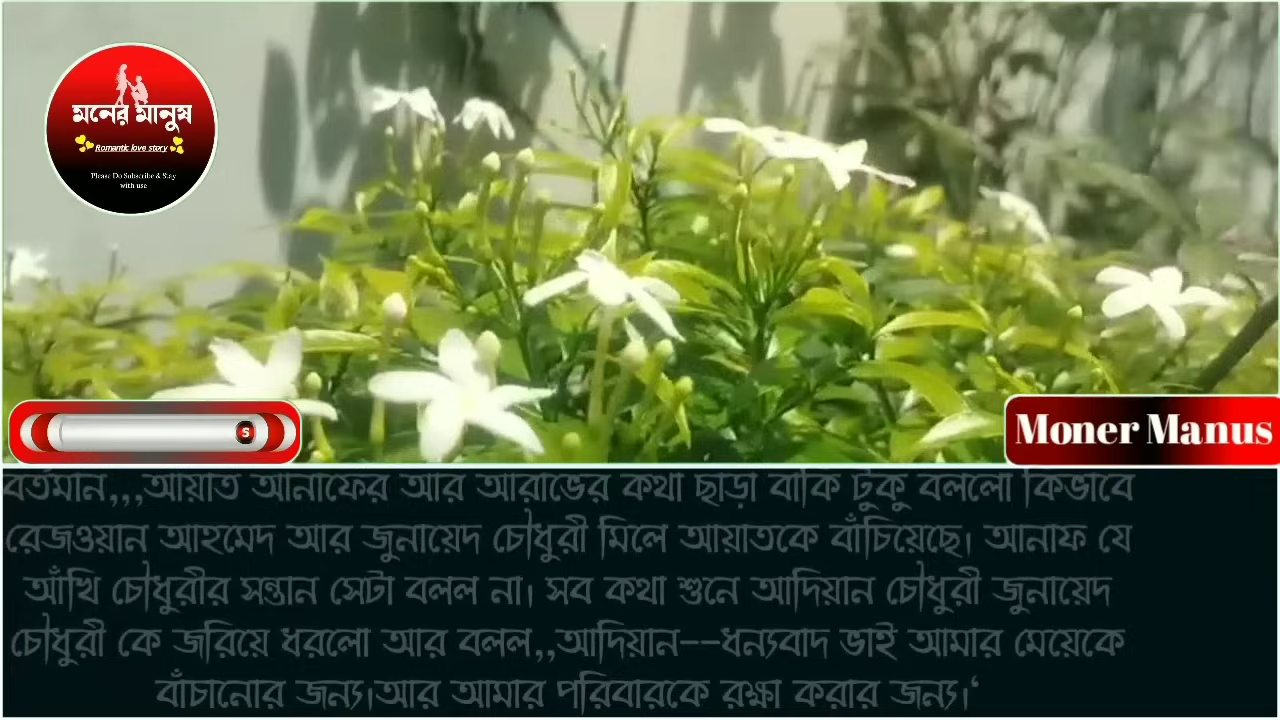 মনের মানুষ
Romantic love story
Please Do Subscribe & Stay
with use
S
Moner Manus
বর্তমান,,,আয়াত আনাফের আর আরাভের কথা ছাড়া বাকি টুকু বললো কিভাবে
রেজওয়ান আহমেদ আর জুনায়েদ চৌধুরী মিলে আয়াতকে বাঁচিয়েছে। আনাফ যে
আঁখি চৌধুরীর সন্তান সেটা বলল না। সব কথা শুনে আদিয়ান চৌধুরী জুনায়েদ
চৌধুরী কে জরিয়ে ধরলো আর বলল,,আদিয়ান--ধন্যবাদ ভাই আমার মেয়েকে
বাঁচানোর জন্য।আর আমার পরিবারকে রক্ষা করার জন্য।‘